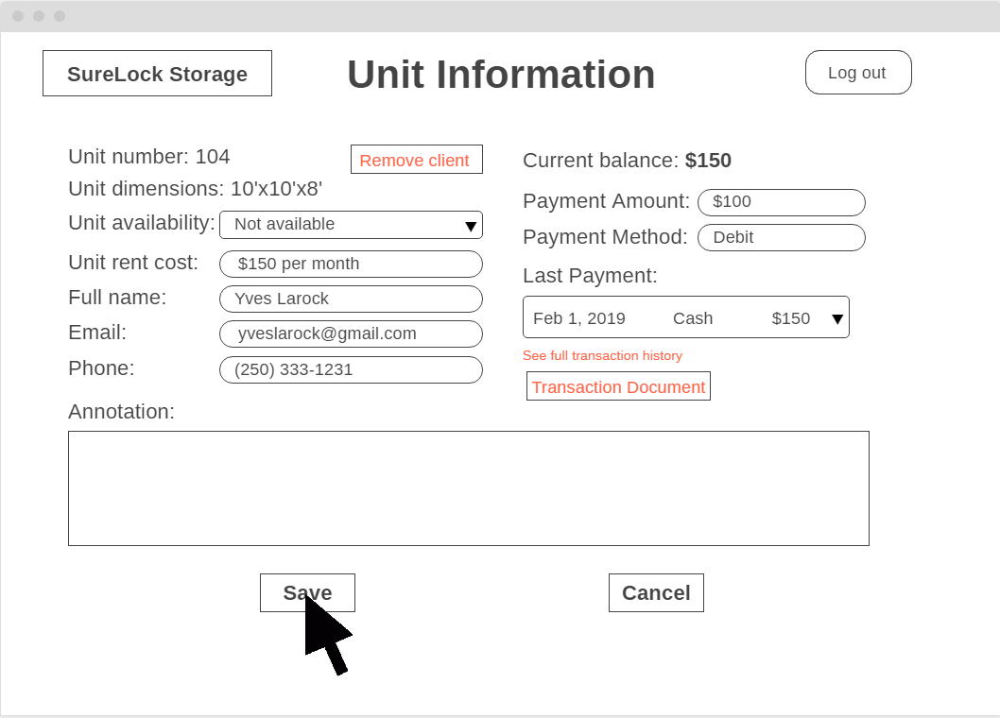 SureLock Storage
Unit Information
Log out
Unit number: 104
Remove client
Unit dimensions: 10'x10'x8'
Unit availability: Not available
Unit rent cost: $150 per month
Full name: Yves Larock
Email: yveslarock@gmail.com
Phone: (250) 333-1231
Current balance: $150
Payment Amount: $100
Payment Method: Debit
Last Payment:
Feb 1, 2019 Cash $150
See full transaction history
Transaction Document
Annotation:
Save
Cancel